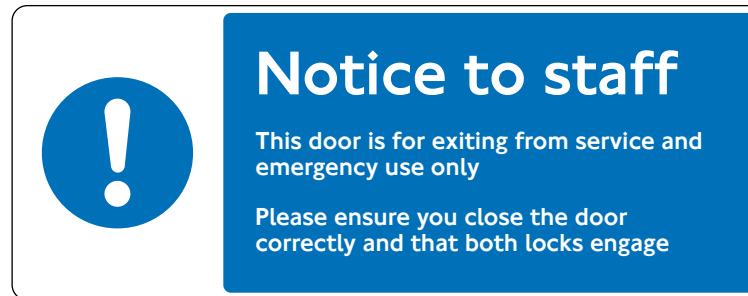 Notice to staff
This door is for exiting from service and
emergency use only
Please ensure you close the door
correctly and that both locks engage